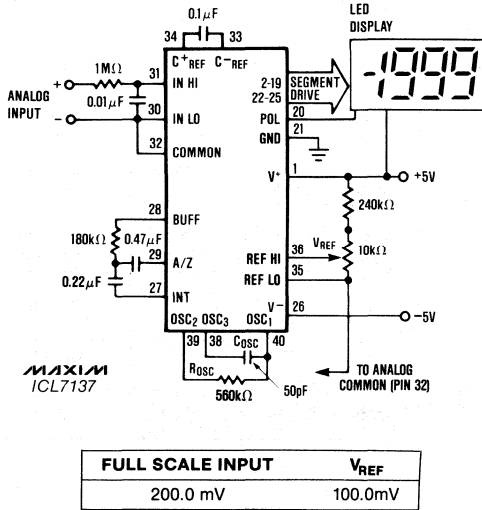 0.1μF
LED
DISPLAY
34 33
C+REF C-REF
-1999
1MΩ
31 IN HI
2-19 SEGMENT
22-25 DRIVE
ANALOG
INPUT
+
-
0.01μF
30 IN LO
POL 20
GND 21
32 COMMON
V+ 1
+5V
240kΩ
28 BUFF
180kΩ
0.47μF
29 A/Z
REF HI 36 VREF
10kΩ
REF LO 35
0.22μF
27 INT
V- 26
-5V
OSC2 OSC3 OSC1
39 38 COSC 40
ROSC
560kΩ
50pF
TO ANALOG
COMMON (PIN 32)
MAXIM
ICL7137
FULL SCALE INPUT VREF
200.0 mV 100.0mV